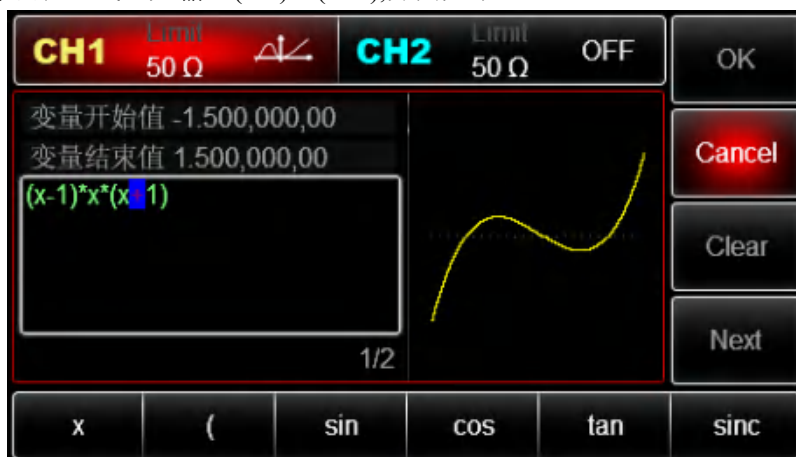 CH1 Limit 50 Ω CH2 Limit 50 Ω OFF
OK
变量开始值 -1.500,000,00
变量结束值 1.500,000,00
Cancel
(x-1)*x*(x+1)
Clear
1/2
Next
x ( sin cos tan sinc